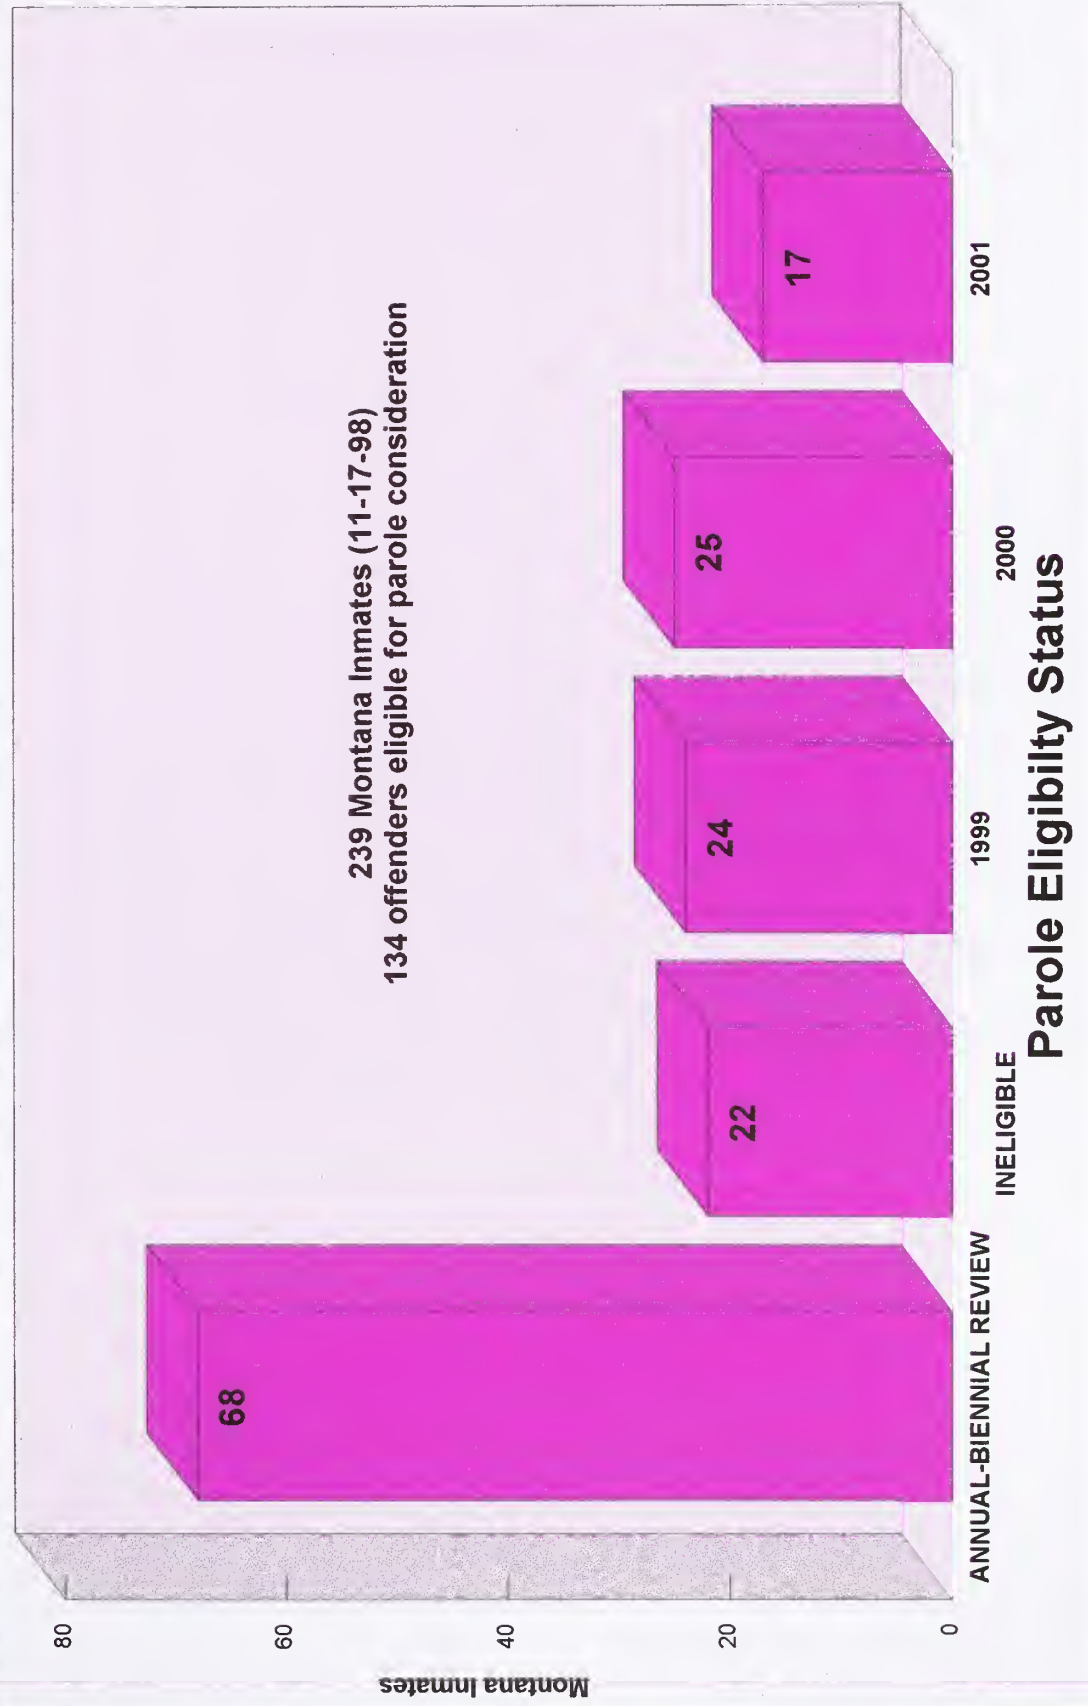 239 Montana Inmates (11-17-98)
134 offenders eligible for parole consideration
Montana Inmates
80
60
40
20
0
68
22
24
25
17
ANNUAL-BIENNIAL REVIEW
INELIGIBLE
1999
2000
2001
Parole Eligibilty Status